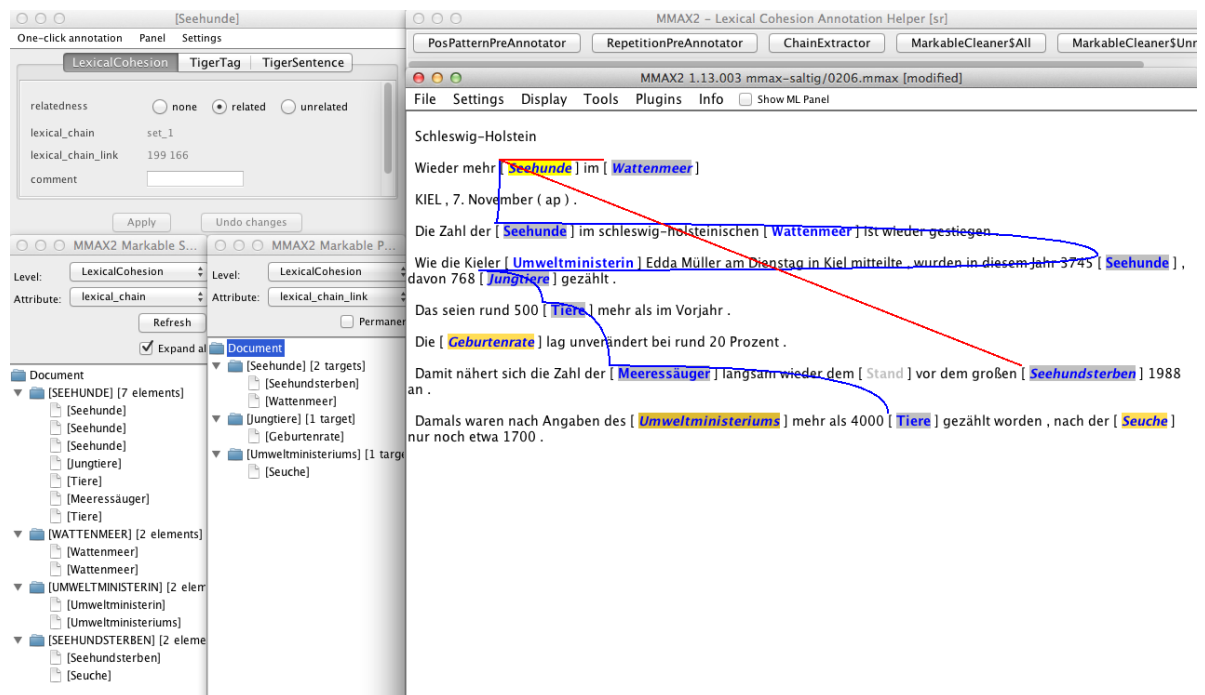 [Seehunde]
One-click annotation Panel Settings
LexicalCohesion TigerTag TigerSentence
relatedness none related unrelated
lexical_chain set_1
lexical_chain_link 199 166
comment
Apply Undo changes
MMAX2 Markable S...
Level: LexicalCohesion
Attribute: lexical_chain
Refresh
Expand al
Document
[SEEHUNDE] [7 elements]
[Seehunde]
[Seehunde]
[Seehunde]
[Jungtiere]
[Tiere]
[Meeressäuger]
[Tiere]
[WATTENMEER] [2 elements]
[Wattenmeer]
[Wattenmeer]
[UMWELTMINISTERIN] [2 elem
[Umweltministerin]
[Umweltministeriums]
[SEEHUNDSTERBEN] [2 eleme
[Seehundsterben]
[Seuche]
MMAX2 Markable P...
Level: LexicalCohesion
Attribute: lexical_chain_link
Permaner
Document
[Seehunde] [2 targets]
[Seehundsterben]
[Wattenmeer]
[Jungtiere] [1 target]
[Geburtenrate]
[Umweltministeriums] [1 targe
[Seuche]
MMAX2 – Lexical Cohesion Annotation Helper [sr]
PosPatternPreAnnotator RepetitionPreAnnotator ChainExtractor MarkableCleaner$All MarkableCleaner$Unr
MMAX2 1.13.003 mmax-saltig/0206.mmax [modified]
File Settings Display Tools Plugins Info Show ML Panel
Schleswig-Holstein
Wieder mehr [ Seehunde ] im [ Wattenmeer ]
KIEL , 7. November ( ap ) .
Die Zahl der [ Seehunde ] im schleswig-holsteinischen [ Wattenmeer ] ist wieder gestiegen
Wie die Kieler [ Umweltministerin ] Edda Müller am Dienstag in Kiel mitteilte , wurden in diesem Jahr 3745 [ Seehunde ] ,
davon 768 [ Jungtiere ] gezählt .
Das seien rund 500 [ Tiere ] mehr als im Vorjahr .
Die [ Geburtenrate ] lag unverändert bei rund 20 Prozent .
Damit nähert sich die Zahl der [ Meeressäuger ] langsam wieder dem [ Stand ] vor dem großen [ Seehundsterben ] 1988
an .
Damals waren nach Angaben des [ Umweltministeriums ] mehr als 4000 [ Tiere ] gezählt worden , nach der [ Seuche ]
nur noch etwa 1700 .